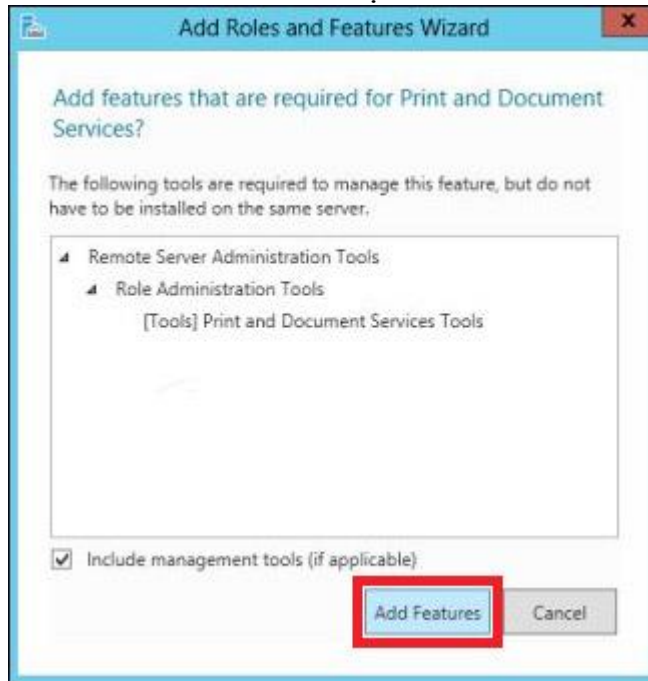 Add Roles and Features Wizard
x
Add features that are required for Print and Document
Services?
The following tools are required to manage this feature, but do not
have to be installed on the same server.
Remote Server Administration Tools
Role Administration Tools
[Tools] Print and Document Services Tools
Include management tools (if applicable)
Add Features
Cancel